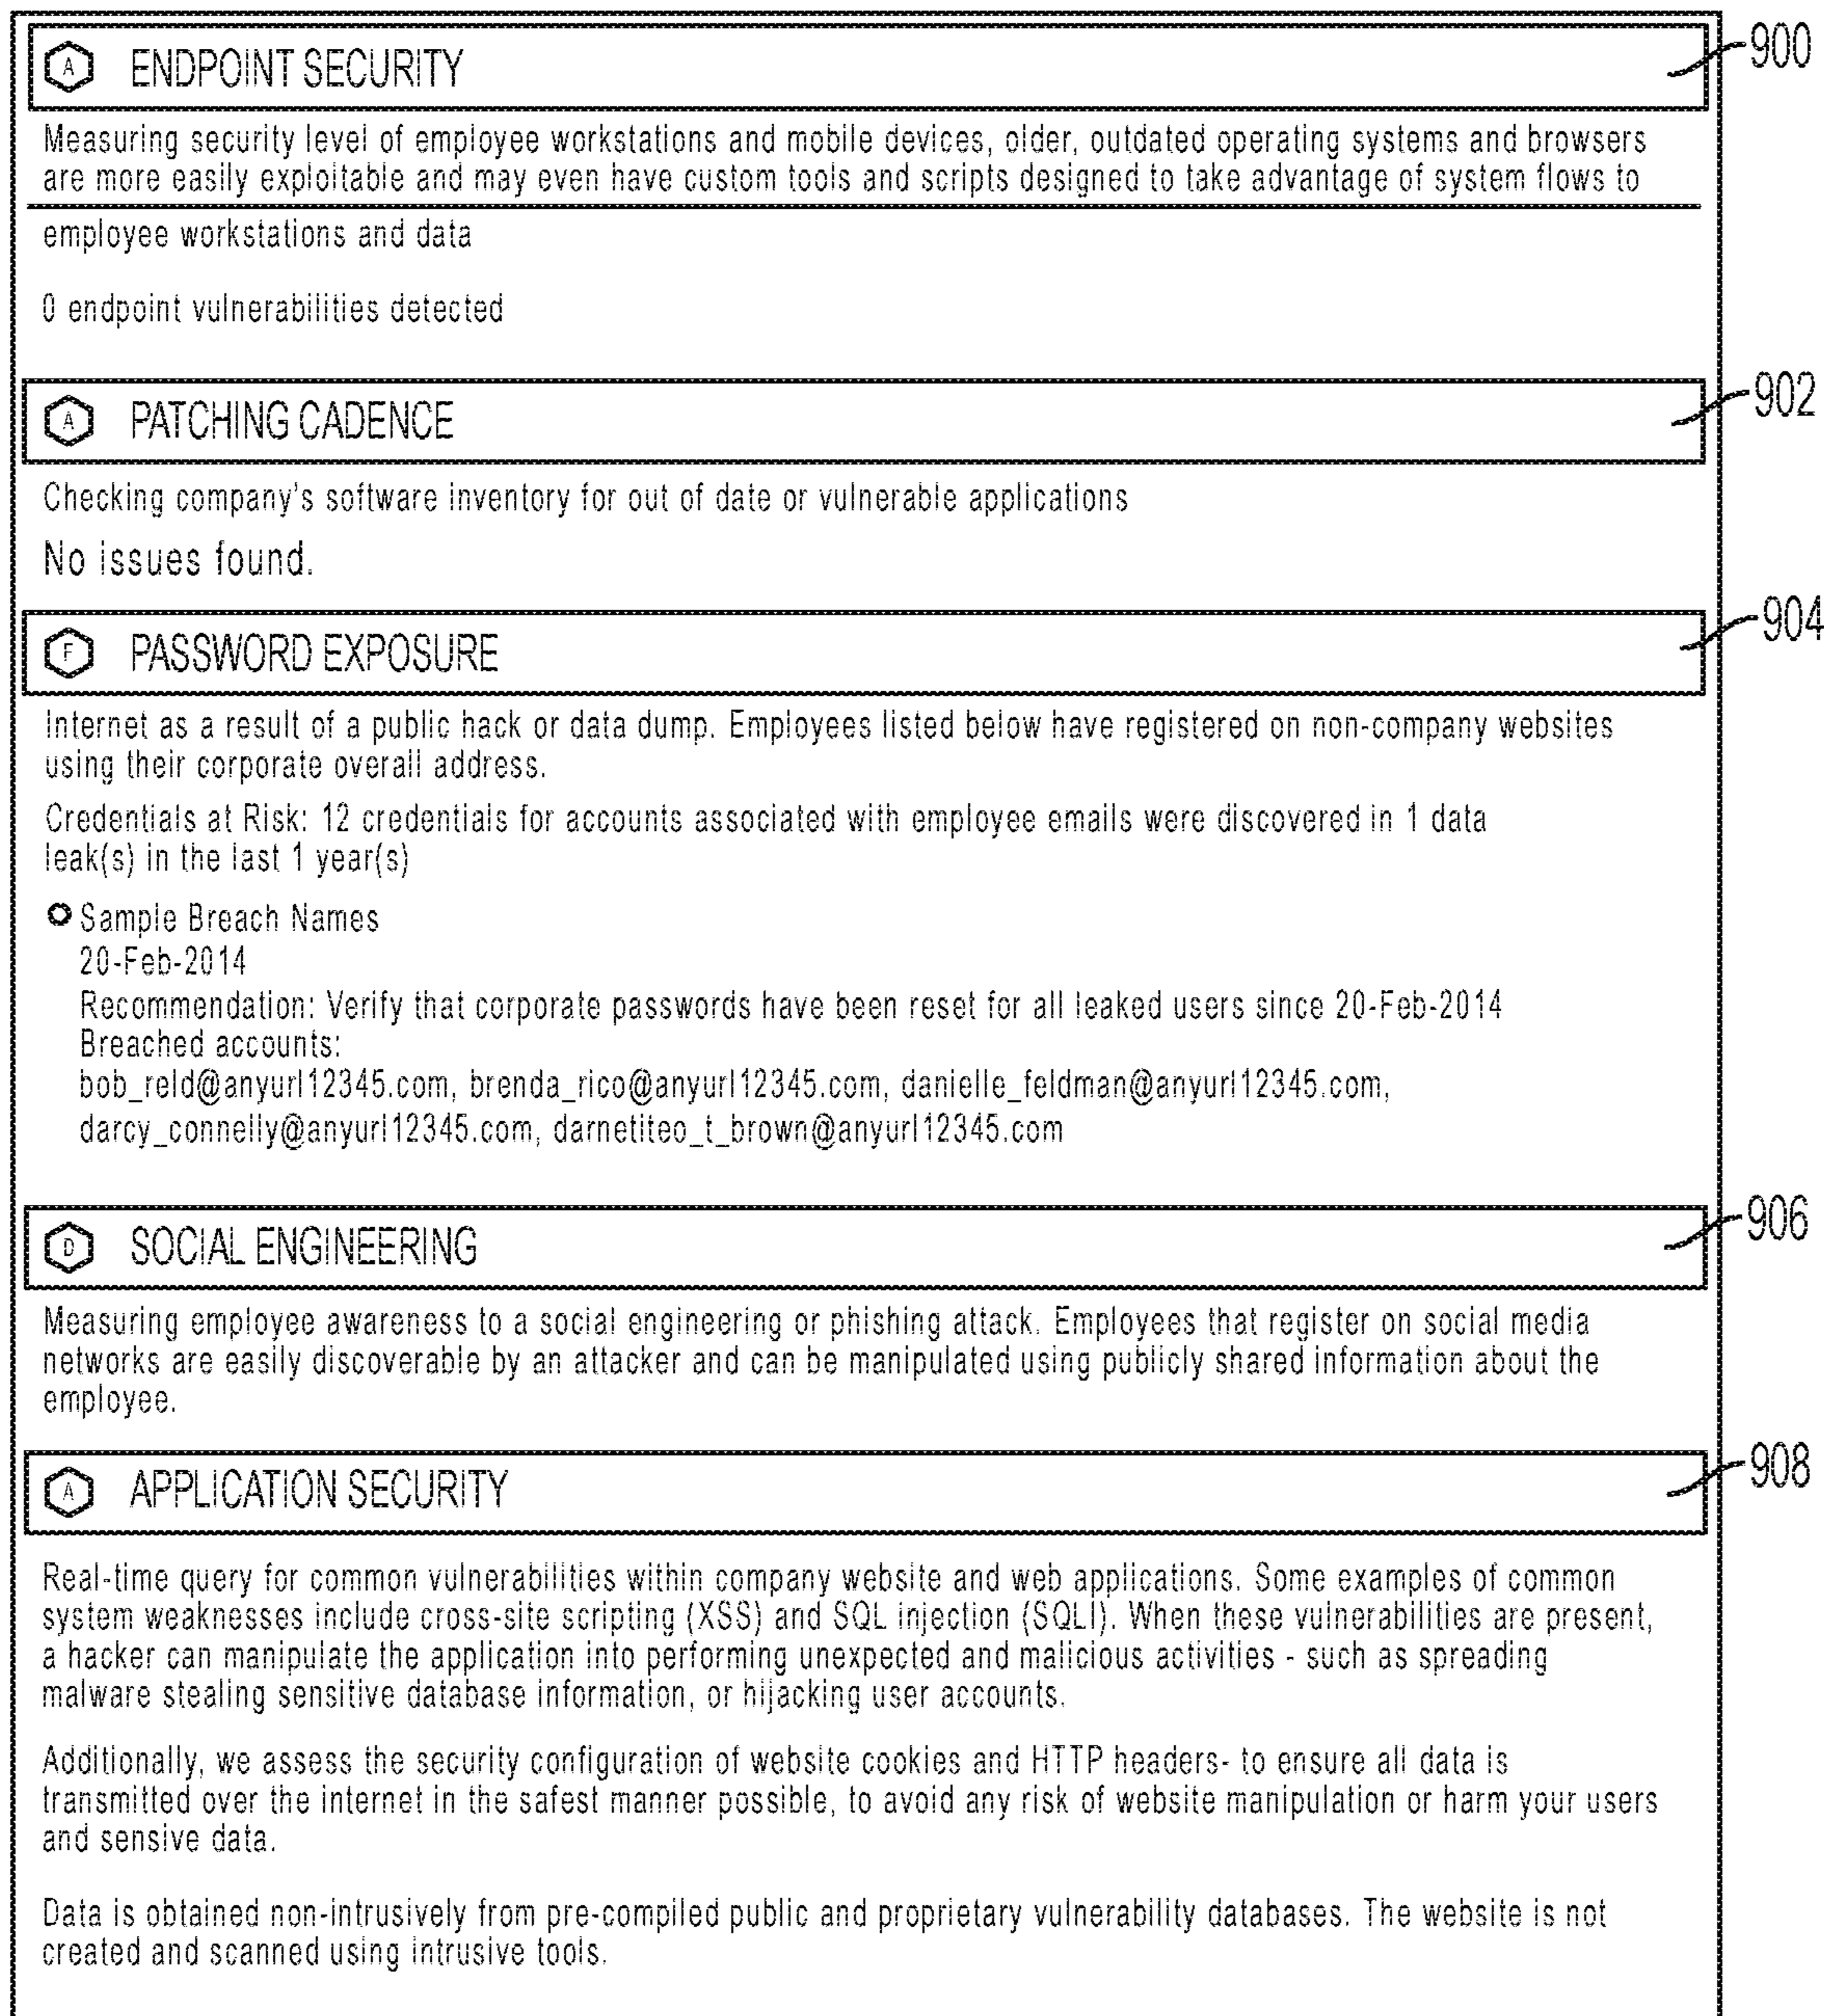 A ENDPOINT SECURITY 900
Measuring security level of employee workstations and mobile devices, older, outdated operating systems and browsers
are more easily exploitable and may even have custom tools and scripts designed to take advantage of system flows to
employee workstations and data
0 endpoint vulnerabilities detected
A PATCHING CADENCE 902
Checking company's software inventory for out of date or vulnerable applications
No issues found.
F PASSWORD EXPOSURE 904
Internet as a result of a public hack or data dump. Employees listed below have registered on non-company websites
using their corporate overall address.
Credentials at Risk: 12 credentials for accounts associated with employee emails were discovered in 1 data
leak(s) in the last 1 year(s)
Sample Breach Names
20-Feb-2014
Recommendation: Verify that corporate passwords have been reset for all leaked users since 20-Feb-2014
Breached accounts:
bob_reld@anyurl12345.com, brenda_rico@anyurl12345.com, danielle_feldman@anyurl12345.com,
darcy_connelly@anyurl12345.com, darnetiteo_t_brown@anyurl12345.com
D SOCIAL ENGINEERING 906
Measuring employee awareness to a social engineering or phishing attack. Employees that register on social media
networks are easily discoverable by an attacker and can be manipulated using publicly shared information about the
employee.
A APPLICATION SECURITY 908
Real-time query for common vulnerabilities within company website and web applications. Some examples of common
system weaknesses include cross-site scripting (XSS) and SQL injection (SQLI). When these vulnerabilities are present,
a hacker can manipulate the application into performing unexpected and malicious activities - such as spreading
malware stealing sensitive database information, or hijacking user accounts.
Additionally, we assess the security configuration of website cookies and HTTP headers- to ensure all data is
transmitted over the internet in the safest manner possible, to avoid any risk of website manipulation or harm your users
and sensive data.
Data is obtained non-intrusively from pre-compiled public and proprietary vulnerability databases. The website is not
created and scanned using intrusive tools.